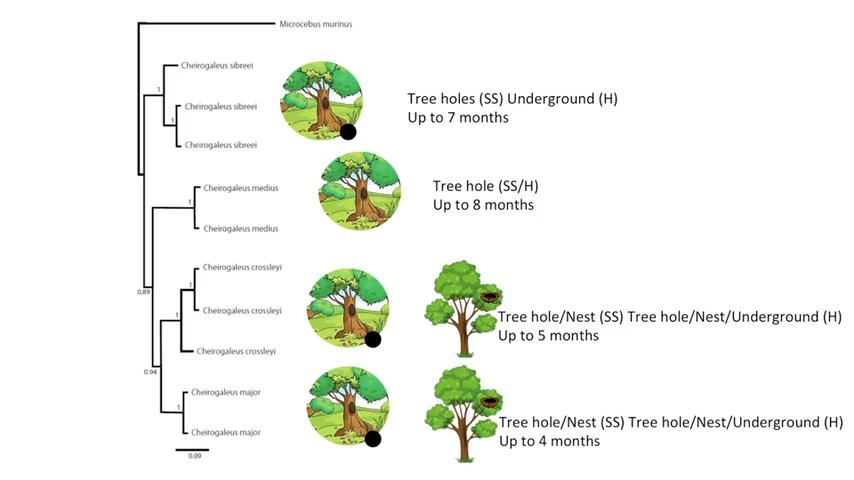 Microcebus murinus
Cheirogaleus sibreei
1
Cheirogaleus sibreei
1
Cheirogaleus sibreei
Tree holes (SS) Underground (H)
Up to 7 months
Cheirogaleus medius
1
Cheirogaleus medius
Tree hole (SS/H)
Up to 8 months
0.89
Cheirogaleus crossleyi
1
Cheirogaleus crossleyi
1
Cheirogaleus crossleyi
Tree hole/Nest (SS) Tree hole/Nest/Underground (H)
Up to 5 months
0.94
Cheirogaleus major
1
Cheirogaleus major
Tree hole/Nest (SS) Tree hole/Nest/Underground (H)
Up to 4 months
0.09